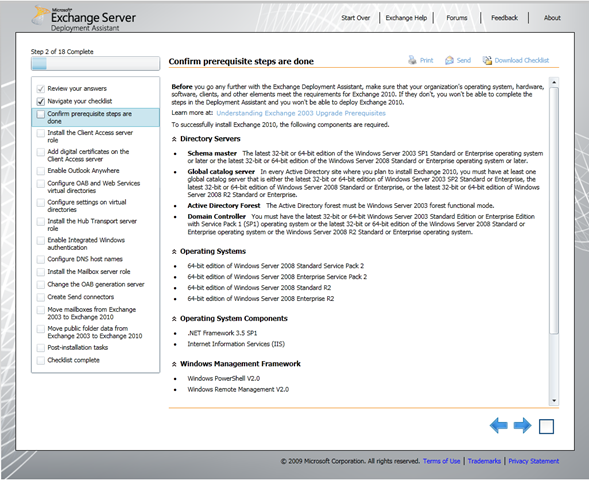 Microsoft®
Exchange Server
Deployment Assistant
Start Over | Exchange Help | Forums | Feedback | About
Step 2 of 18 Complete
Review your answers
Navigate your checklist
Confirm prerequisite steps are
done
Install the Client Access server
role
Add digital certificates on the
Client Access server
Enable Outlook Anywhere
Configure OAB and Web Services
virtual directories
Configure settings on virtual
directories
Install the Hub Transport server
role
Enable Integrated Windows
authentication
Configure DNS host names
Install the Mailbox server role
Change the OAB generation server
Create Send connectors
Move mailboxes from Exchange
2003 to Exchange 2010
Move public folder data from
Exchange 2003 to Exchange 2010
Post-installation tasks
Checklist complete
Confirm prerequisite steps are done
Print Send Download Checklist
Before you go any further with the Exchange Deployment Assistant, make sure that your organization's operating system, hardware,
software, clients, and other elements meet the requirements for Exchange 2010. If they don't, you won't be able to complete the
steps in the Deployment Assistant and you won't be able to deploy Exchange 2010.
Learn more at: Understanding Exchange 2003 Upgrade Prerequisites
To successfully install Exchange 2010, the following components are required.
Directory Servers
• Schema master The latest 32-bit or 64-bit edition of the Windows Server 2003 SP1 Standard or Enterprise operating system
or later or the latest 32-bit or 64-bit edition of the Windows Server 2008 Standard or Enterprise operating system or later.
• Global catalog server In every Active Directory site where you plan to install Exchange 2010, you must have at least one
global catalog server that is either the latest 32-bit or 64-bit edition of Windows Server 2003 SP2 Standard or Enterprise, the
latest 32-bit or 64-bit edition of Windows Server 2008 Standard or Enterprise, or the latest 32-bit or 64-bit edition of Windows
Server 2008 R2 Standard or Enterprise.
• Active Directory Forest The Active Directory forest must be Windows Server 2003 forest functional mode.
• Domain Controller You must have the latest 32-bit or 64-bit Windows Server 2003 Standard Edition or Enterprise Edition
with Service Pack 1 (SP1) operating system or the latest 32-bit or 64-bit edition of the Windows Server 2008 Standard or
Enterprise operating system or the Windows Server 2008 R2 Standard or Enterprise operating system.
Operating Systems
• 64-bit edition of Windows Server 2008 Standard Service Pack 2
• 64-bit edition of Windows Server 2008 Enterprise Service Pack 2
• 64-bit edition of Windows Server 2008 Standard R2
• 64-bit edition of Windows Server 2008 Enterprise R2
Operating System Components
• .NET Framework 3.5 SP1
• Internet Information Services (IIS)
Windows Management Framework
• Windows PowerShell V2.0
• Windows Remote Management V2.0
© 2009 Microsoft Corporation. All rights reserved. Terms of Use | Trademarks | Privacy Statement